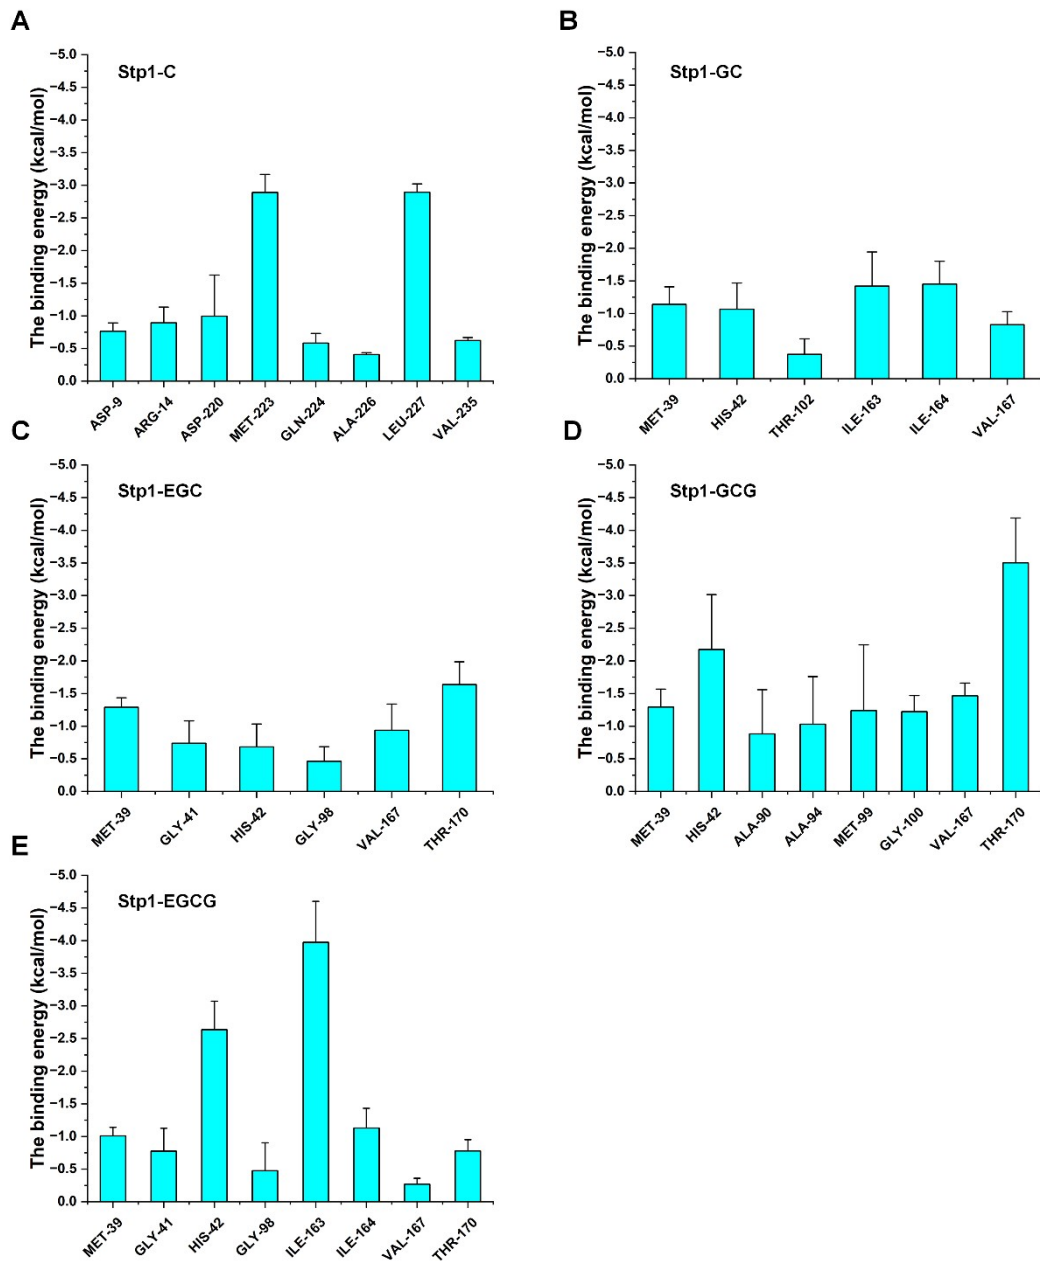 A
Stp1-C
The binding energy (kcal/mol)
−5.0
−4.5
−4.0
−3.5
−3.0
−2.5
−2.0
−1.5
−1.0
−0.5
0.0
ASP-9
ARG-14
ASP-220
MET-223
GLN-224
ALA-226
LEU-227
VAL-235
B
Stp1-GC
The binding energy (kcal/mol)
−5.0
−4.5
−4.0
−3.5
−3.0
−2.5
−2.0
−1.5
−1.0
−0.5
0.0
MET-39
HIS-42
THR-102
ILE-163
ILE-164
VAL-167
C
Stp1-EGC
The binding energy (kcal/mol)
−5.0
−4.5
−4.0
−3.5
−3.0
−2.5
−2.0
−1.5
−1.0
−0.5
0.0
MET-39
GLY-41
HIS-42
GLY-98
VAL-167
THR-170
D
Stp1-GCG
The binding energy (kcal/mol)
−5.0
−4.5
−4.0
−3.5
−3.0
−2.5
−2.0
−1.5
−1.0
−0.5
0.0
MET-39
HIS-42
ALA-90
ALA-94
MET-99
GLY-100
VAL-167
THR-170
E
Stp1-EGCG
The binding energy (kcal/mol)
−5.0
−4.5
−4.0
−3.5
−3.0
−2.5
−2.0
−1.5
−1.0
−0.5
0.0
MET-39
GLY-41
HIS-42
GLY-98
ILE-163
ILE-164
VAL-167
THR-170